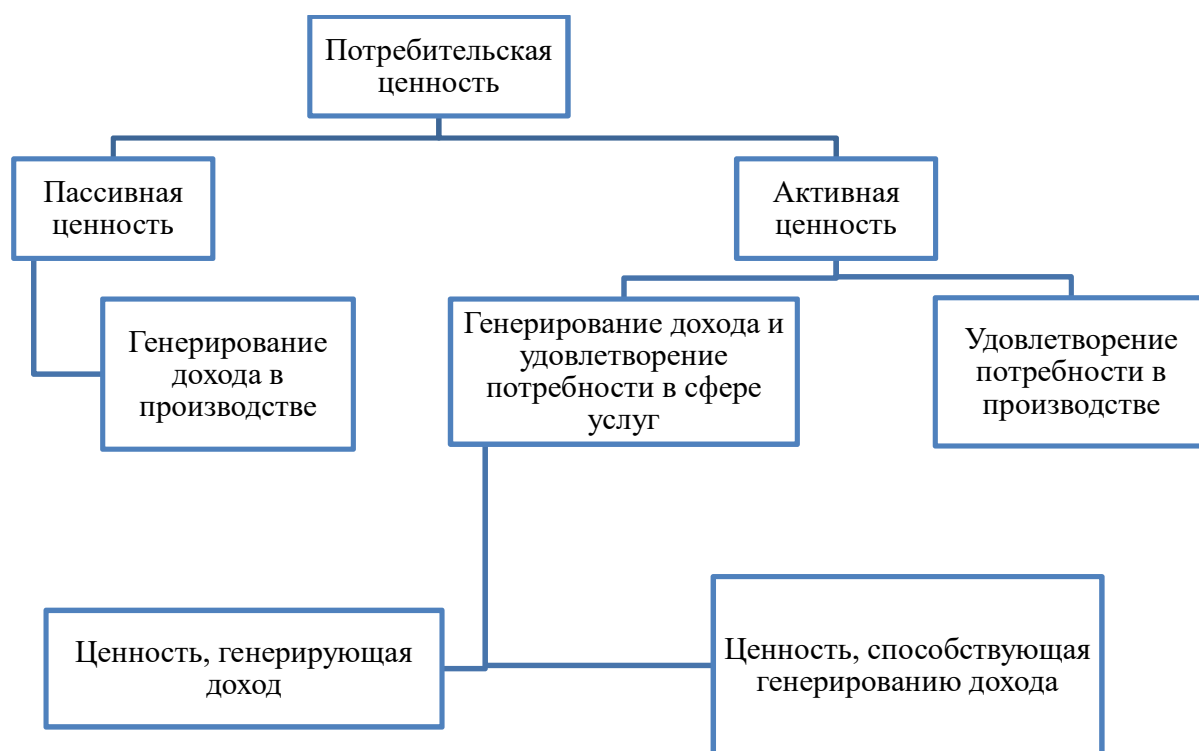 Потребительская
ценность
Пассивная
ценность
Активная
ценность
Генерирование
дохода в
производстве
Генерирование дохода и
удовлетворение
потребности в сфере
услуг
Удовлетворение
потребности в
производстве
Ценность, генерирующая
доход
Ценность, способствующая
генерированию дохода